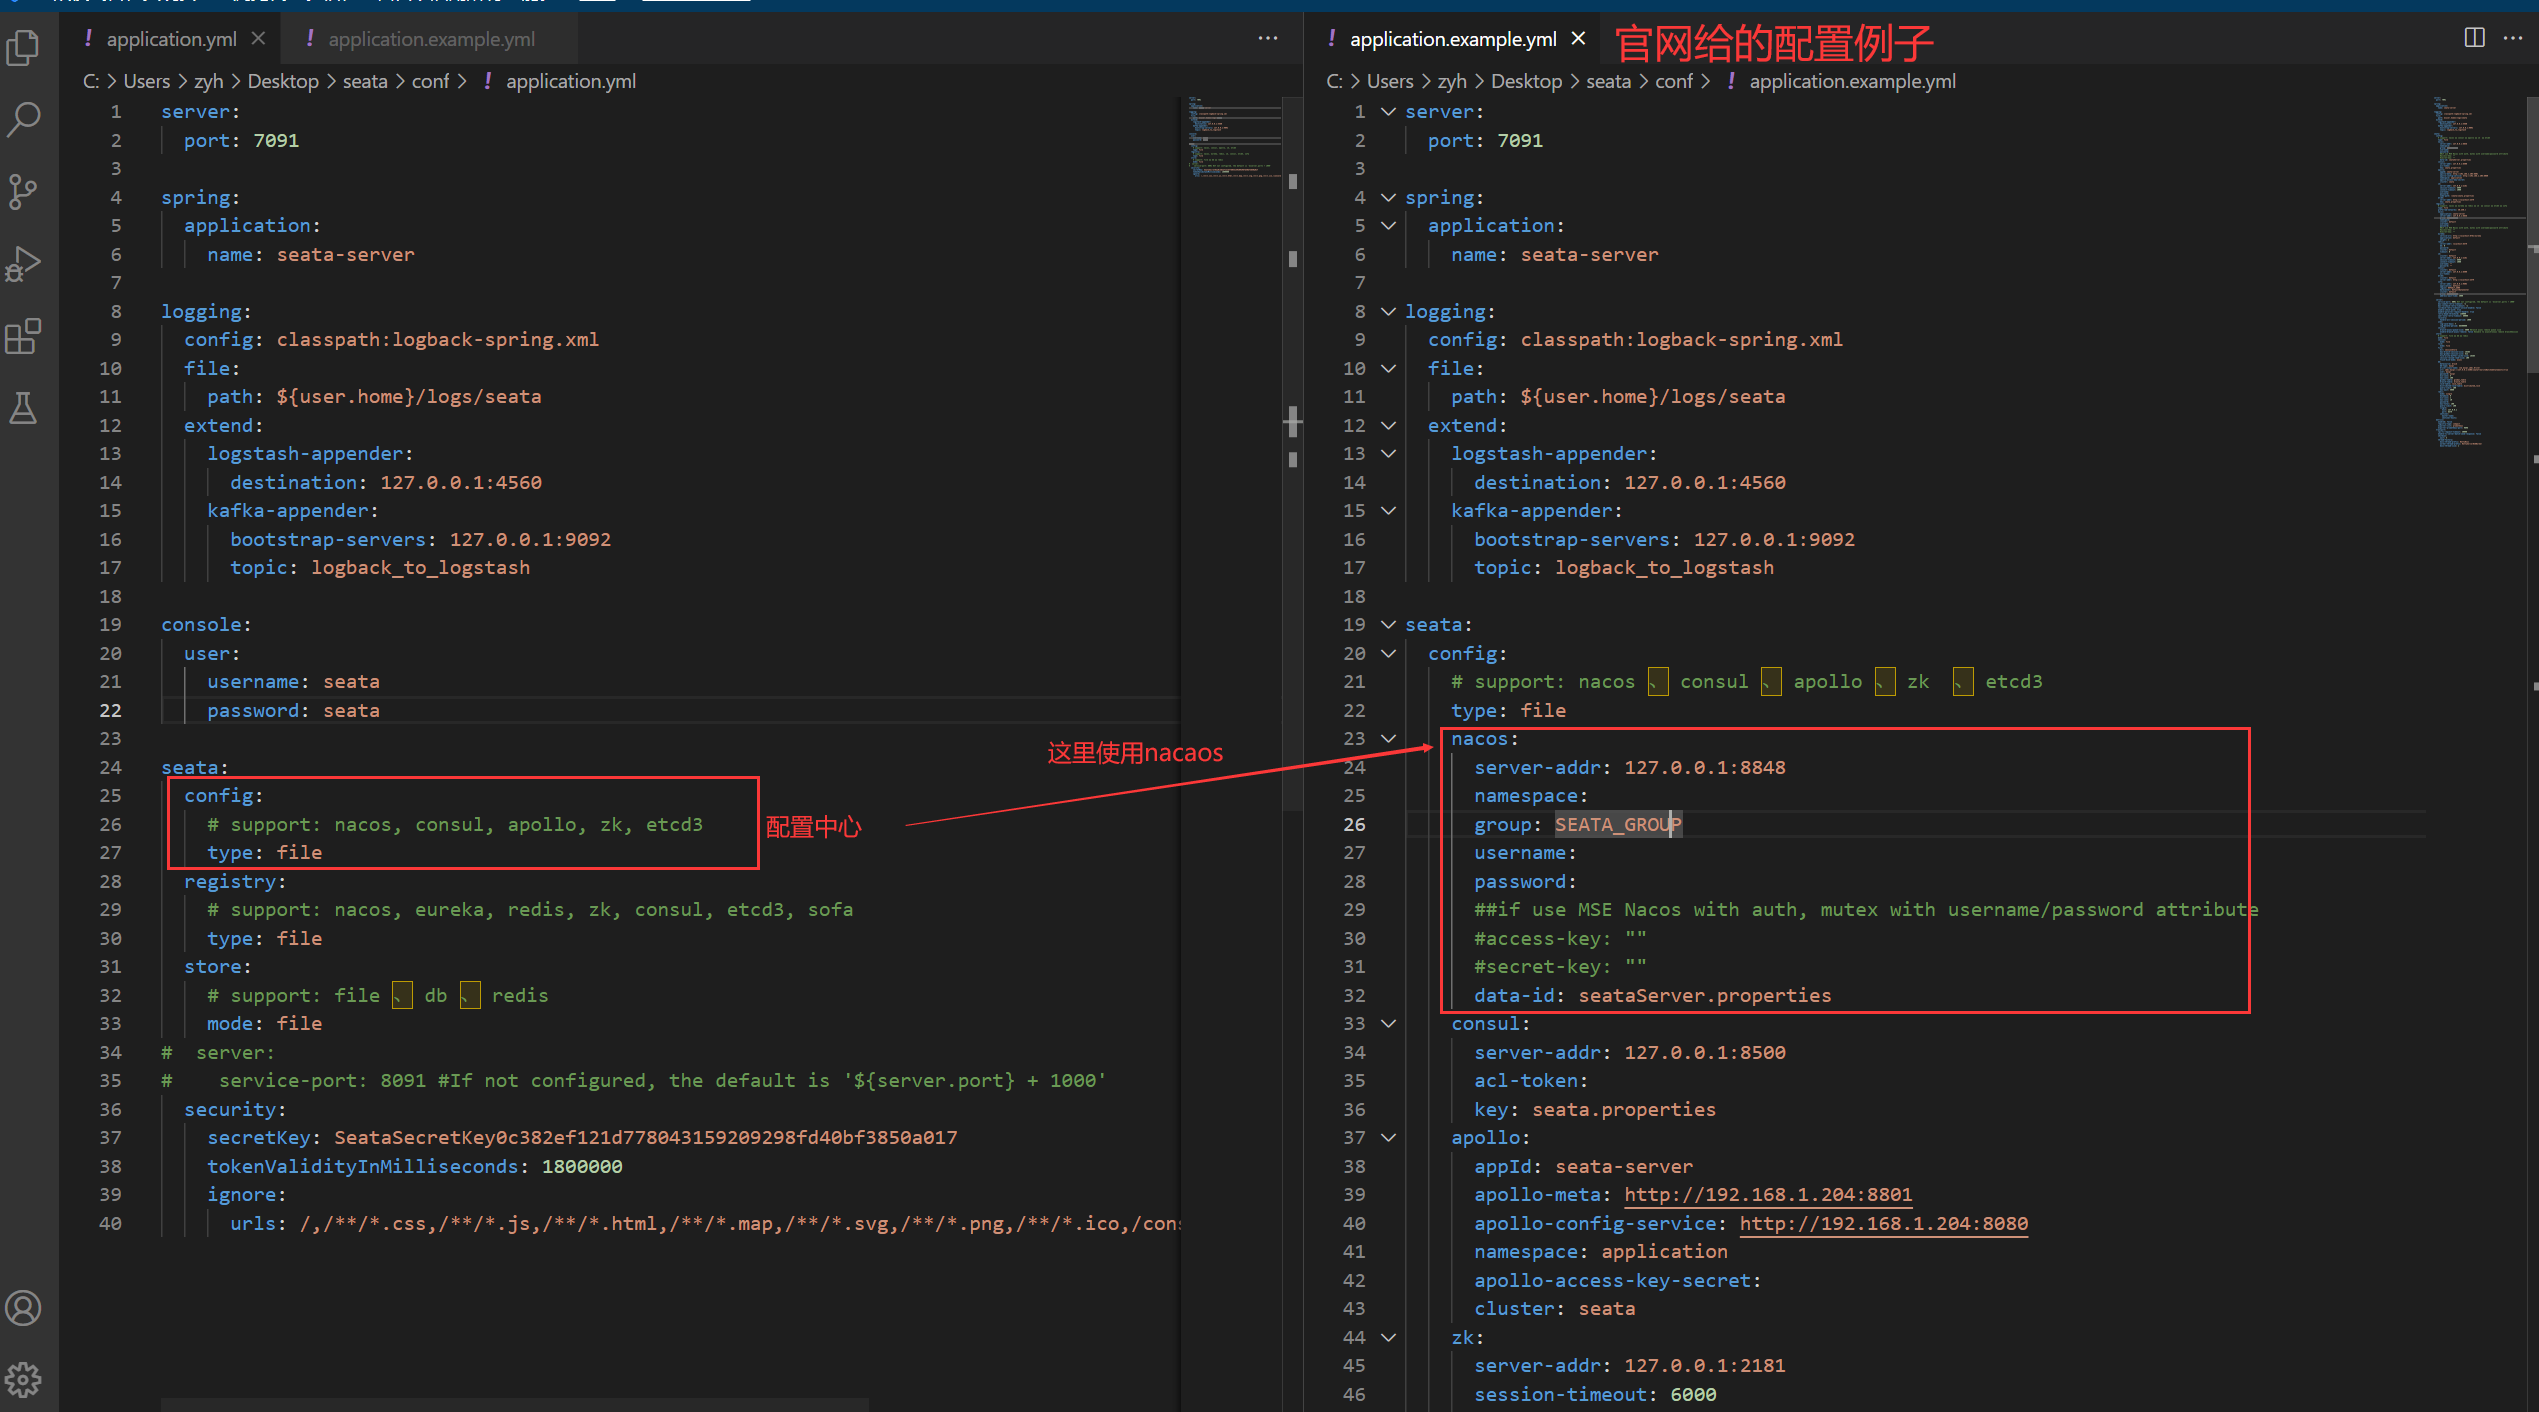 application.yml
application.example.yml
C: > Users > zyh > Desktop > seata > conf > ! application.yml
1 server:
2 port: 7091
3
4 spring:
5 application:
6 name: seata-server
7
8 logging:
9 config: classpath:logback-spring.xml
10 file:
11 path: ${user.home}/logs/seata
12 extend:
13 logstash-appender:
14 destination: 127.0.0.1:4560
15 kafka-appender:
16 bootstrap-servers: 127.0.0.1:9092
17 topic: logback_to_logstash
18
19 console:
20 user:
21 username: seata
22 password: seata
23
24 seata:
25 config:
26 # support: nacos, consul, apollo, zk, etcd3
27 type: file
配置中心
28 registry:
29 # support: nacos, eureka, redis, zk, consul, etcd3, sofa
30 type: file
31 store:
32 # support: file 、 db 、 redis
33 mode: file
34 #  server:
35 #    service-port: 8091 #If not configured, the default is '${server.port} + 1000'
36 security:
37 secretKey: SeataSecretKey0c382ef121d778043159209298fd40bf3850a017
38 tokenValidityInMilliseconds: 1800000
39 ignore:
40 urls: /,/**/*.css,/**/*.js,/**/*.html,/**/*.map,/**/*.svg,/**/*.png,/**/*.ico,/con
这里使用nacaos
application.example.yml
官网给的配置例子
C: > Users > zyh > Desktop > seata > conf > ! application.example.yml
1 server:
2 port: 7091
3
4 spring:
5 application:
6 name: seata-server
7
8 logging:
9 config: classpath:logback-spring.xml
10 file:
11 path: ${user.home}/logs/seata
12 extend:
13 logstash-appender:
14 destination: 127.0.0.1:4560
15 kafka-appender:
16 bootstrap-servers: 127.0.0.1:9092
17 topic: logback_to_logstash
18
19 seata:
20 config:
21 # support: nacos 、 consul 、 apollo 、 zk  、 etcd3
22 type: file
23 nacos:
24 server-addr: 127.0.0.1:8848
25 namespace:
26 group: SEATA_GROUP
27 username:
28 password:
29 ##if use MSE Nacos with auth, mutex with username/password attribute
30 #access-key: ""
31 #secret-key: ""
32 data-id: seataServer.properties
33 consul:
34 server-addr: 127.0.0.1:8500
35 acl-token:
36 key: seata.properties
37 apollo:
38 appId: seata-server
39 apollo-meta: http://192.168.1.204:8801
40 apollo-config-service: http://192.168.1.204:8080
41 namespace: application
42 apollo-access-key-secret:
43 cluster: seata
44 zk:
45 server-addr: 127.0.0.1:2181
46 session-timeout: 6000